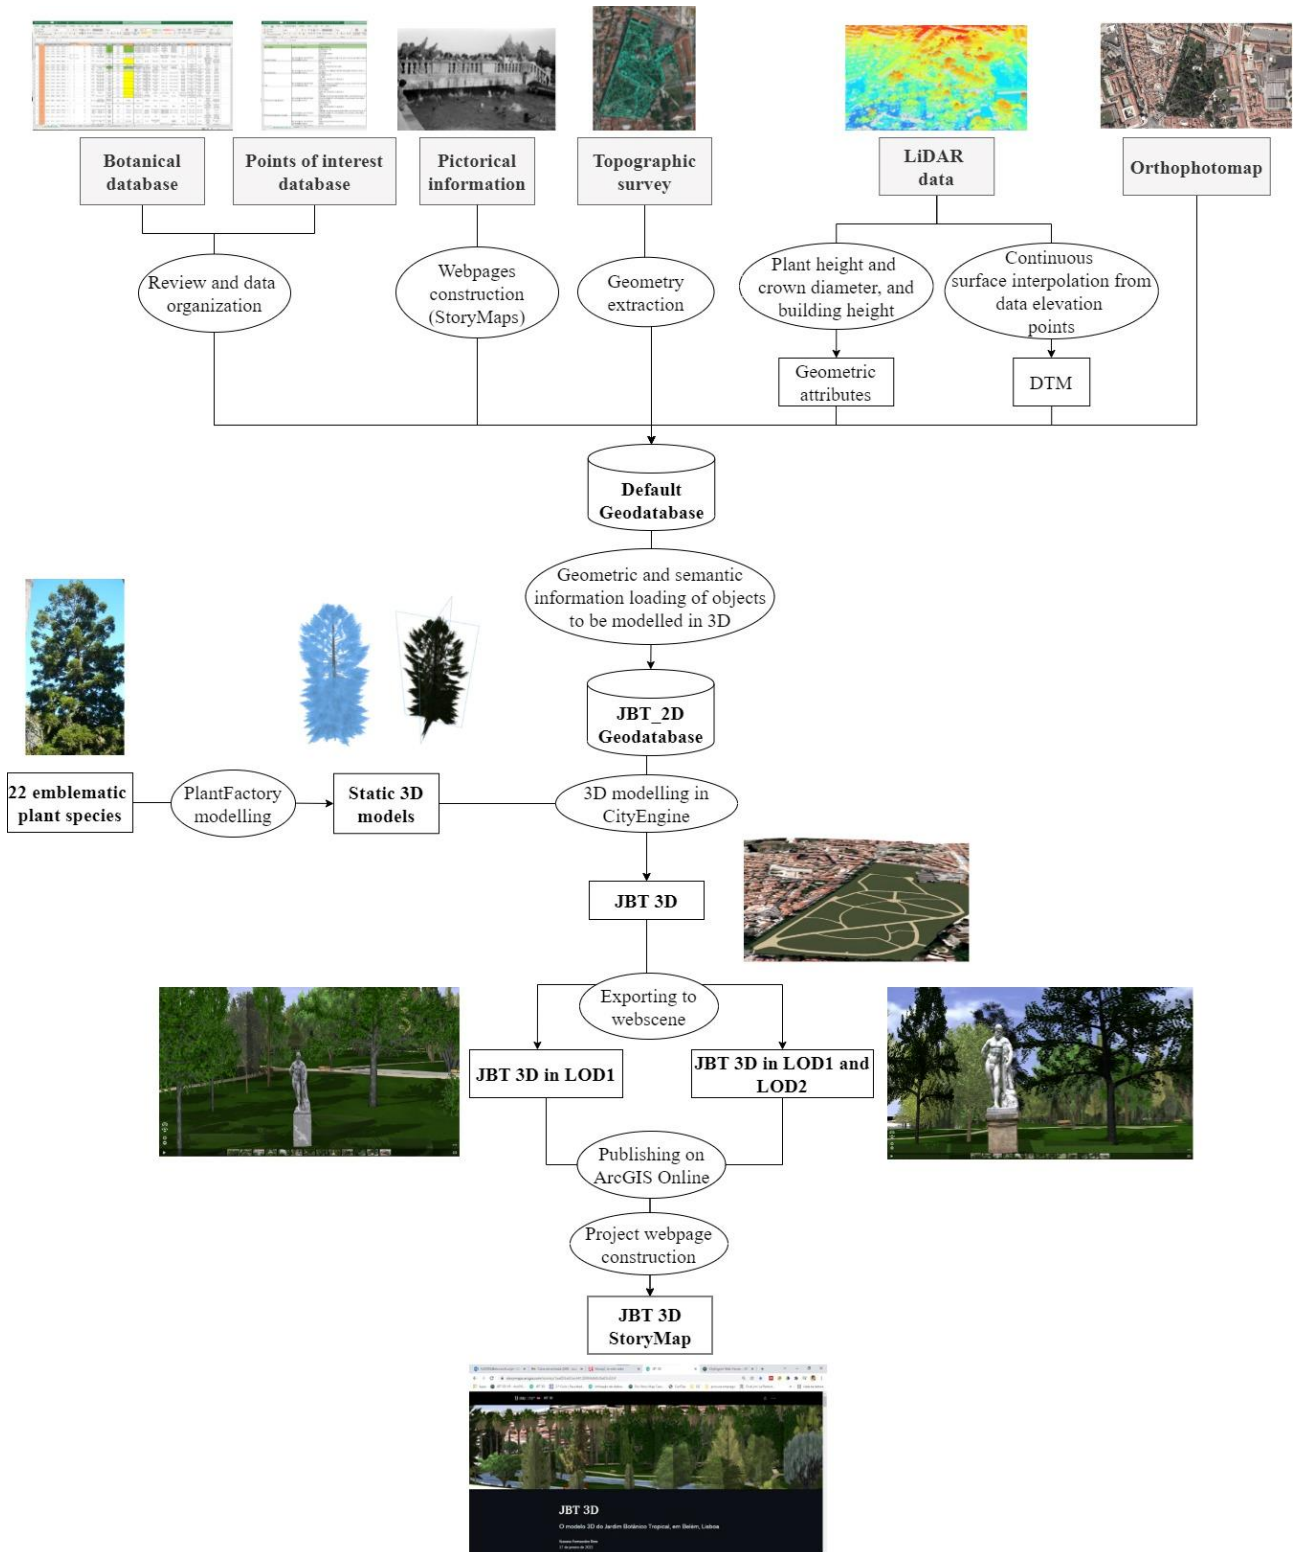 Botanical
database
Points of interest
database
Pictorical
information
Topographic
survey
LiDAR
data
Orthophotomap
Review and data
organization
Webpages
construction
(StoryMaps)
Geometry
extraction
Plant height and
crown diameter, and
building height
Continuous
surface interpolation from
data elevation
points
Geometric
attributes
DTM
Default
Geodatabase
Geometric and semantic
information loading of objects
to be modelled in 3D
JBT_2D
Geodatabase
22 emblematic
plant species
PlantFactory
modelling
Static 3D
models
3D modelling in
CityEngine
JBT 3D
Exporting to
webscene
JBT 3D in LOD1
JBT 3D in LOD1 and
LOD2
Publishing on
ArcGIS Online
Project webpage
construction
JBT 3D
StoryMap
JBT 3D
O modelo 3D do Jardim Botânico Tropical, em Belém, Lisboa